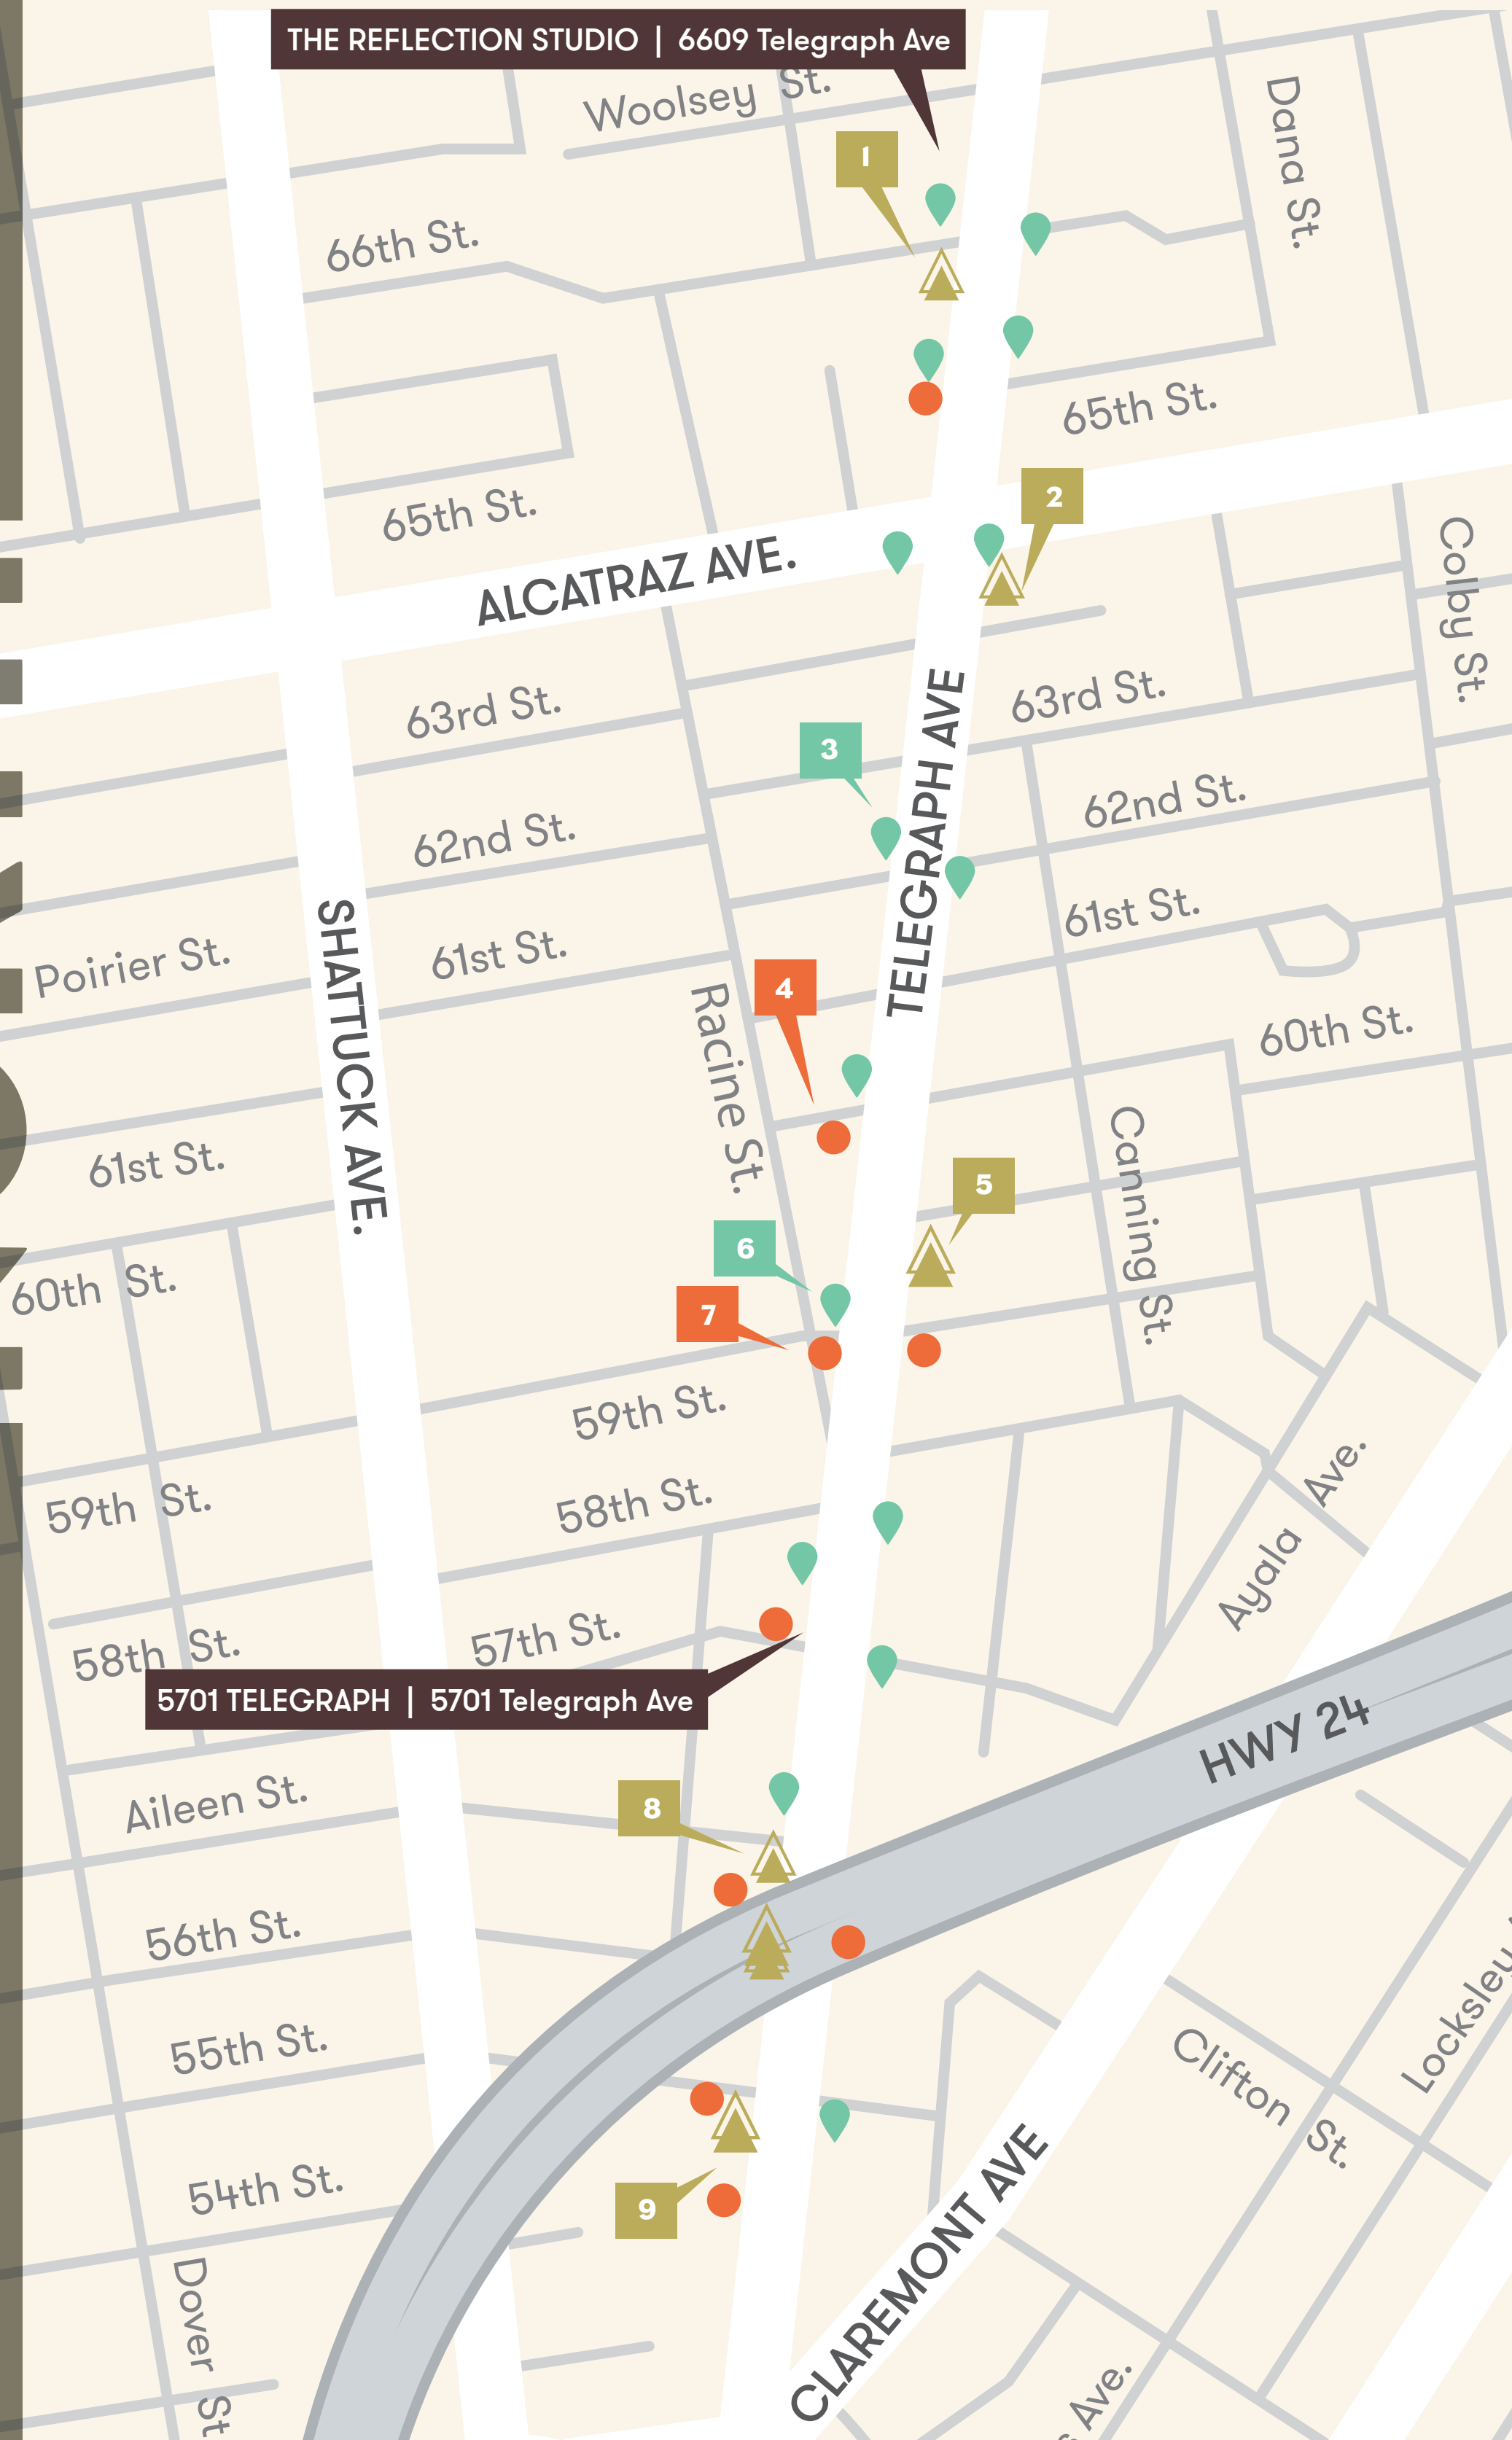 THE REFLECTION STUDIO | 6609 Telegraph Ave
Woolsey St.
Dana St.
1
66th St.
65th St.
2
65th St.
ALCATRAZ AVE.
Colby St.
63rd St.
63rd St.
TELEGRAPH AVE
3
62nd St.
62nd St.
61st St.
61st St.
Poirier St.
SHATTUCK AVE.
4
Racine St.
60th St.
61st St.
Canning St.
5
6
60th St.
7
59th St.
59th St.
58th St.
Ayala Ave.
58th St.
57th St.
5701 TELEGRAPH | 5701 Telegraph Ave
HWY 24
Aileen St.
8
56th St.
55th St.
Locksley
Clifton St.
54th St.
9
CLAREMONT AVE
Dover St
Ave.